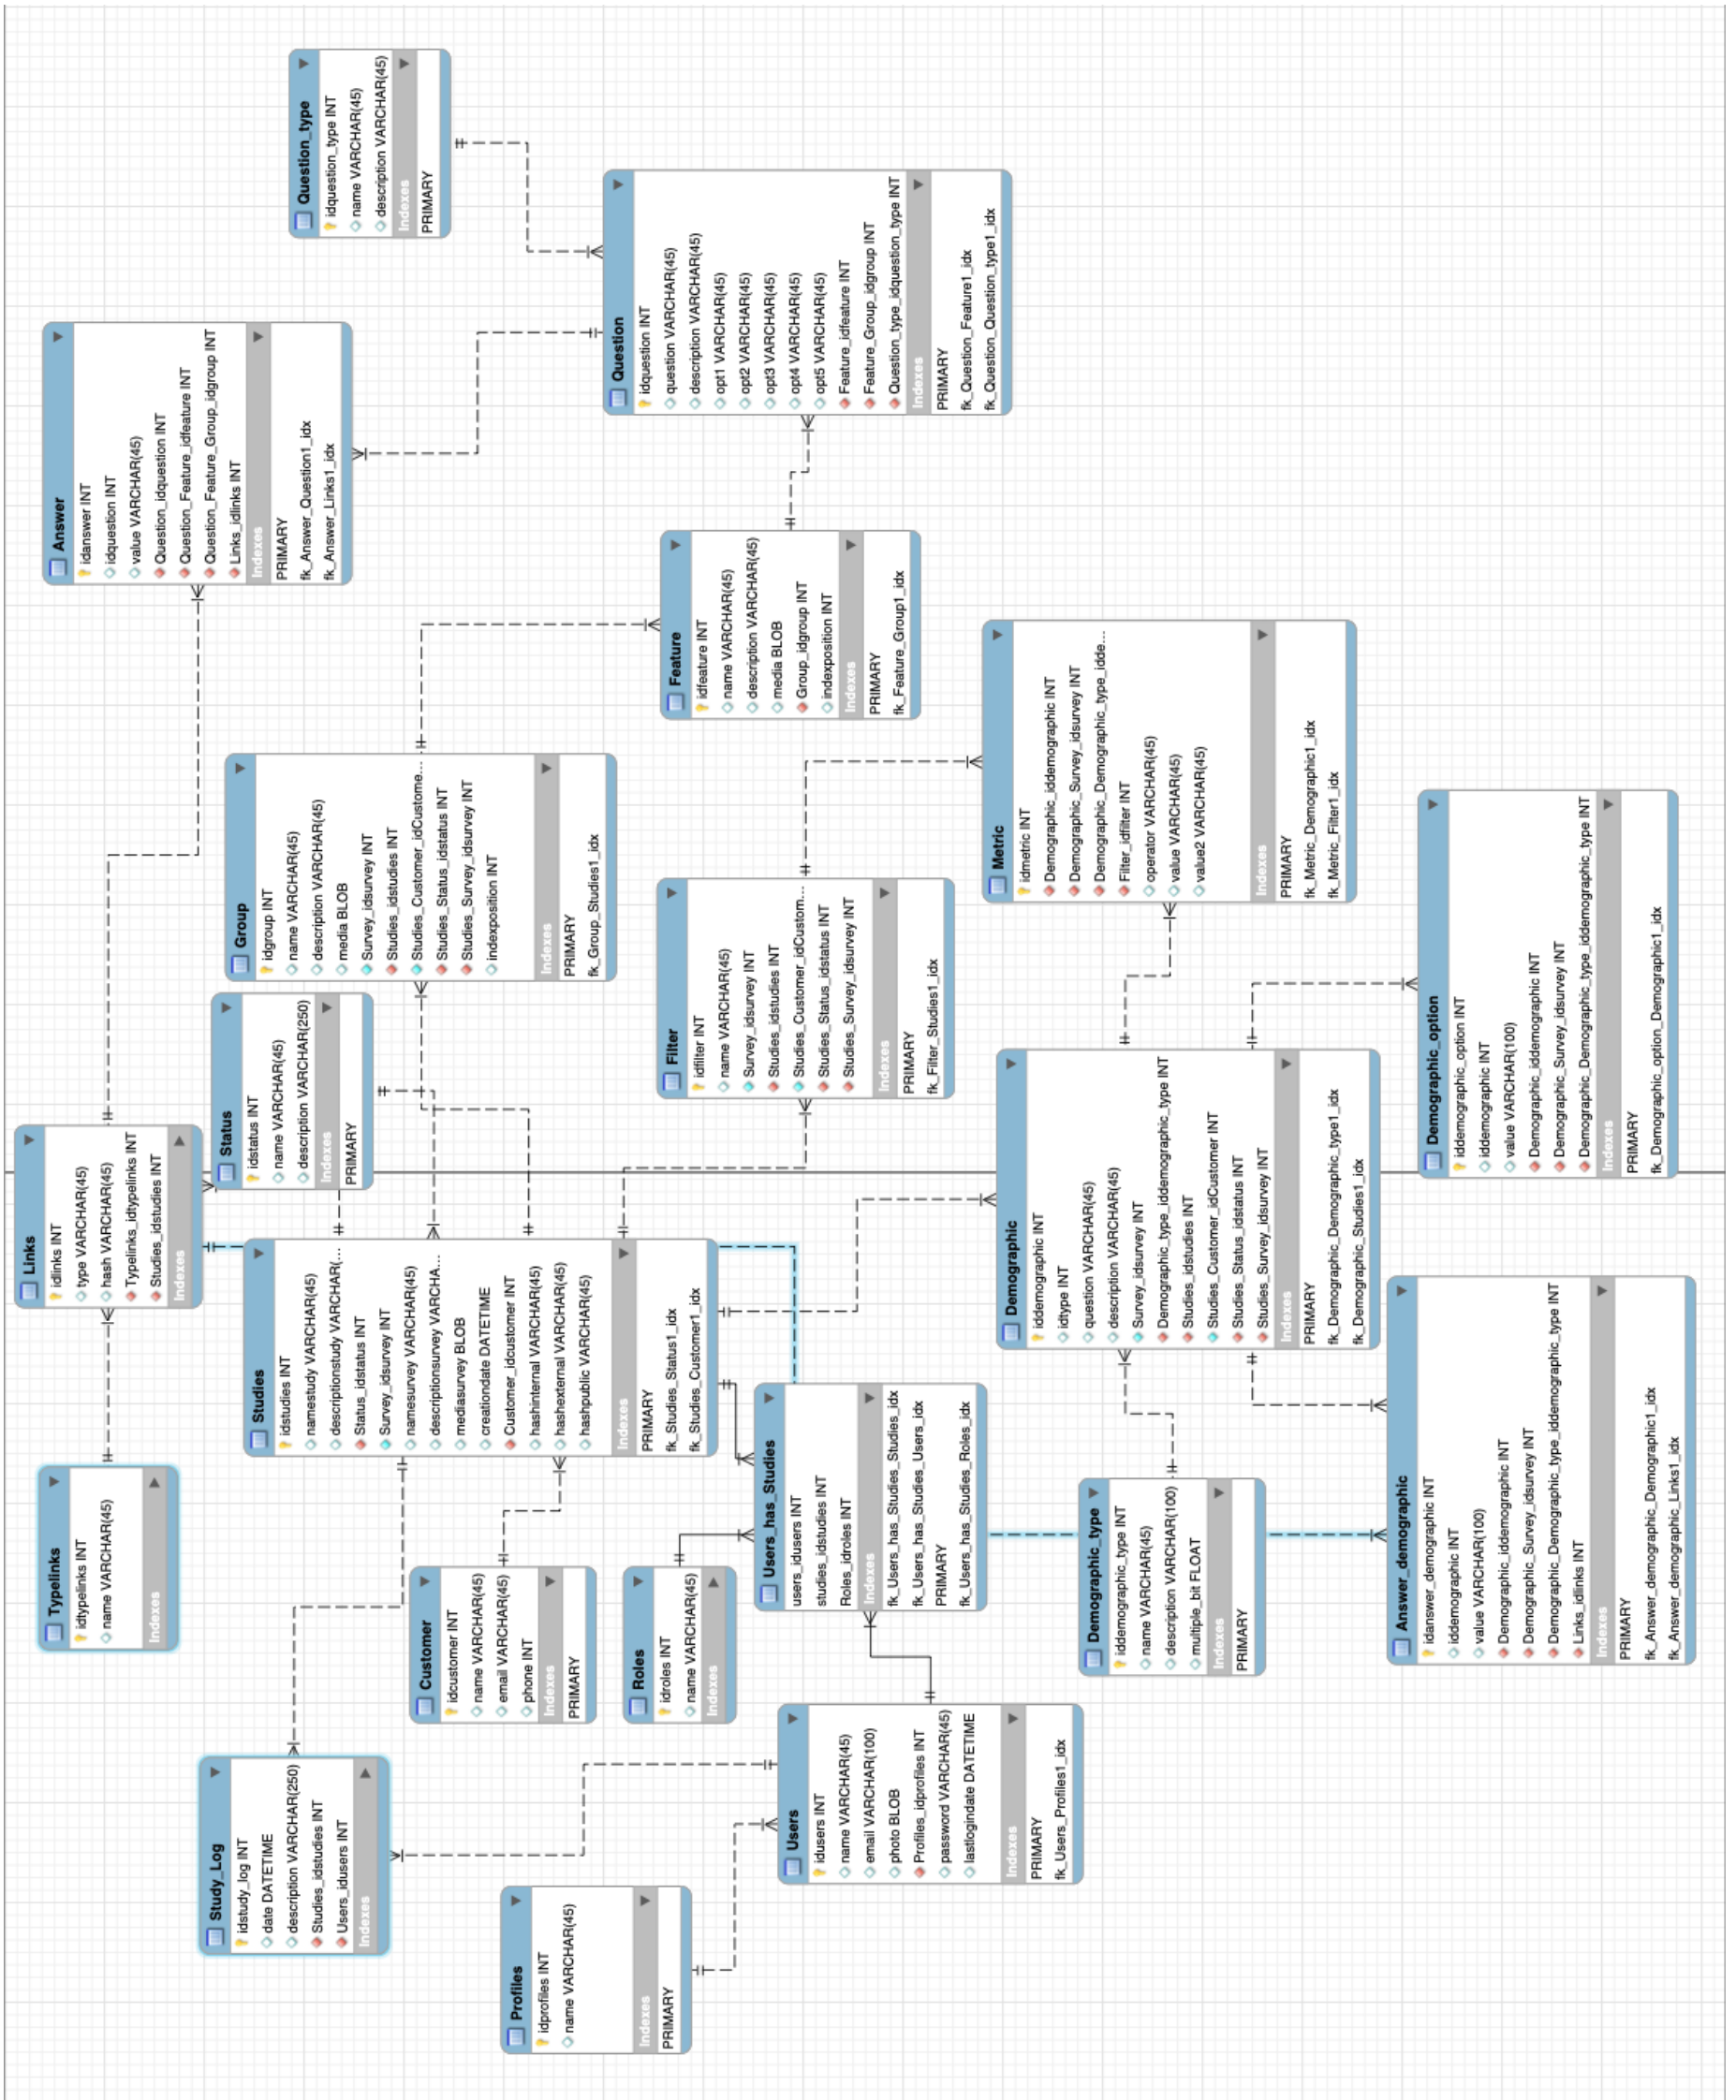 Study_Log
idstudy_log INT
date DATETIME
description VARCHAR(250)
Studies_idstudies INT
Users_idusers INT
Indexes
Typelinks
idtypelinks INT
name VARCHAR(45)
Indexes
Links
idlinks INT
type VARCHAR(45)
hash VARCHAR(45)
Typelinks_idtypelinks INT
Studies_idstudies INT
Indexes
Answer
idanswer INT
idquestion INT
value VARCHAR(45)
Question_idquestion INT
Question_Feature_idfeature INT
Question_Feature_Group_idgroup INT
Links_idlinks INT
Indexes
PRIMARY
fk_Answer_Question1_idx
fk_Answer_Links1_idx
Status
idstatus INT
name VARCHAR(45)
description VARCHAR(250)
Indexes
PRIMARY
Group
idgroup INT
name VARCHAR(45)
description VARCHAR(45)
media BLOB
Survey_idsurvey INT
Studies_idstudies INT
Studies_Customer_idCustome...
Studies_Status_idstatus INT
Studies_Survey_idsurvey INT
indexposition INT
Indexes
PRIMARY
fk_Group_Studies1_idx
Question_type
idquestion_type INT
name VARCHAR(45)
description VARCHAR(45)
Indexes
PRIMARY
Studies
idstudies INT
namestudy VARCHAR(45)
descriptionstudy VARCHAR(...
Status_idstatus INT
Survey_idsurvey INT
namesurvey VARCHAR(45)
descriptionsurvey VARCHA...
mediasurvey BLOB
creationdate DATETIME
Customer_idcustomer INT
hashinternal VARCHAR(45)
hashexternal VARCHAR(45)
hashpublic VARCHAR(45)
Indexes
PRIMARY
fk_Studies_Status1_idx
fk_Studies_Customer1_idx
Customer
idcustomer INT
name VARCHAR(45)
email VARCHAR(45)
phone INT
Indexes
PRIMARY
Profiles
idprofiles INT
name VARCHAR(45)
Indexes
PRIMARY
Roles
idroles INT
name VARCHAR(45)
Indexes
Filter
idfilter INT
name VARCHAR(45)
Survey_idsurvey INT
Studies_idstudies INT
Studies_Customer_idCustom...
Studies_Status_idstatus INT
Studies_Survey_idsurvey INT
Indexes
PRIMARY
fk_Filter_Studies1_idx
Feature
idfeature INT
name VARCHAR(45)
description VARCHAR(45)
media BLOB
Group_idgroup INT
indexposition INT
Indexes
PRIMARY
fk_Feature_Group1_idx
Question
idquestion INT
question VARCHAR(45)
description VARCHAR(45)
opt1 VARCHAR(45)
opt2 VARCHAR(45)
opt3 VARCHAR(45)
opt4 VARCHAR(45)
opt5 VARCHAR(45)
Feature_idfeature INT
Feature_Group_idgroup INT
Question_type_idquestion_type INT
Indexes
PRIMARY
fk_Question_Feature1_idx
fk_Question_Question_type1_idx
Users
idusers INT
name VARCHAR(45)
email VARCHAR(100)
photo BLOB
Profiles_idprofiles INT
password VARCHAR(45)
lastlogindate DATETIME
Indexes
PRIMARY
fk_Users_Profiles1_idx
Users_has_Studies
users_idusers INT
studies_idstudies INT
Roles_idroles INT
Indexes
fk_Users_has_Studies_Studies_idx
fk_Users_has_Studies_Users_idx
PRIMARY
fk_Users_has_Studies_Roles_idx
Demographic
iddemographic INT
idtype INT
question VARCHAR(45)
description VARCHAR(45)
Survey_idsurvey INT
Demographic_type_iddemographic_type INT
Studies_idstudies INT
Studies_Customer_idCustomer INT
Studies_Status_idstatus INT
Studies_Survey_idsurvey INT
Indexes
PRIMARY
fk_Demographic_Demographic_type1_idx
fk_Demographic_Studies1_idx
Metric
idmetric INT
Demographic_iddemographic INT
Demographic_Survey_idsurvey INT
Demographic_Demographic_type_idde...
Filter_idfilter INT
operator VARCHAR(45)
value VARCHAR(45)
value2 VARCHAR(45)
Indexes
PRIMARY
fk_Metric_Demographic1_idx
fk_Metric_Filter1_idx
Demographic_type
iddemographic_type INT
name VARCHAR(45)
description VARCHAR(100)
multiple_bit FLOAT
Indexes
PRIMARY
Answer_demographic
idanswer_demographic INT
iddemographic INT
value VARCHAR(100)
Demographic_iddemographic INT
Demographic_Survey_idsurvey INT
Demographic_Demographic_type_iddemographic_type INT
Links_idlinks INT
Indexes
PRIMARY
fk_Answer_demographic_Demographic1_idx
fk_Answer_demographic_Links1_idx
Demographic_option
iddemographic_option INT
iddemographic INT
value VARCHAR(100)
Demographic_iddemographic INT
Demographic_Survey_idsurvey INT
Demographic_Demographic_type_iddemographic_type INT
Indexes
PRIMARY
fk_Demographic_option_Demographic1_idx